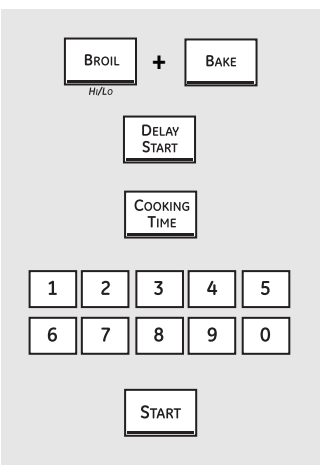 BROIL + BAKE
HI/LO
DELAY
START
COOKING
TIME
1 2 3 4 5
6 7 8 9 0
START